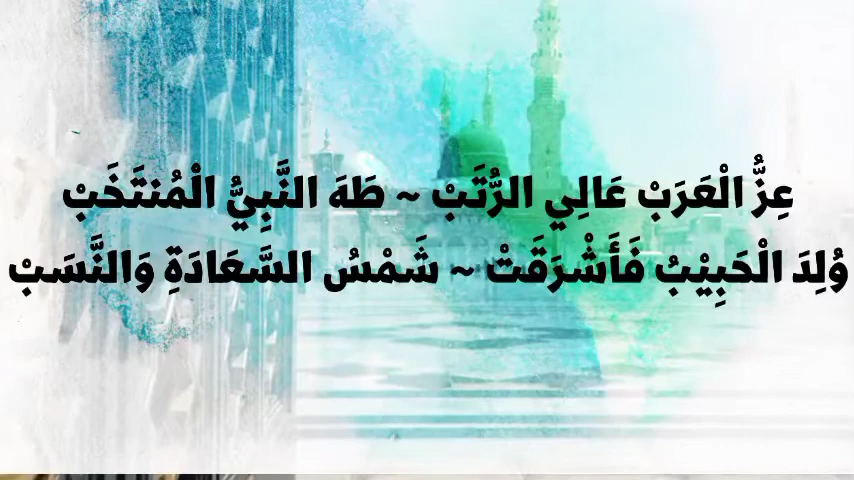 عِزُّ الْعَرَبْ عَالِي الرُّتَبْ ~ طَهَ النَّبِيُّ الْمُنتَخَبْ
وُلِدَ الْحَبِيْبُ فَأَشْرَقَتْ ~ شَمْسُ السَّعَادَةِ وَالنَّسَبْ